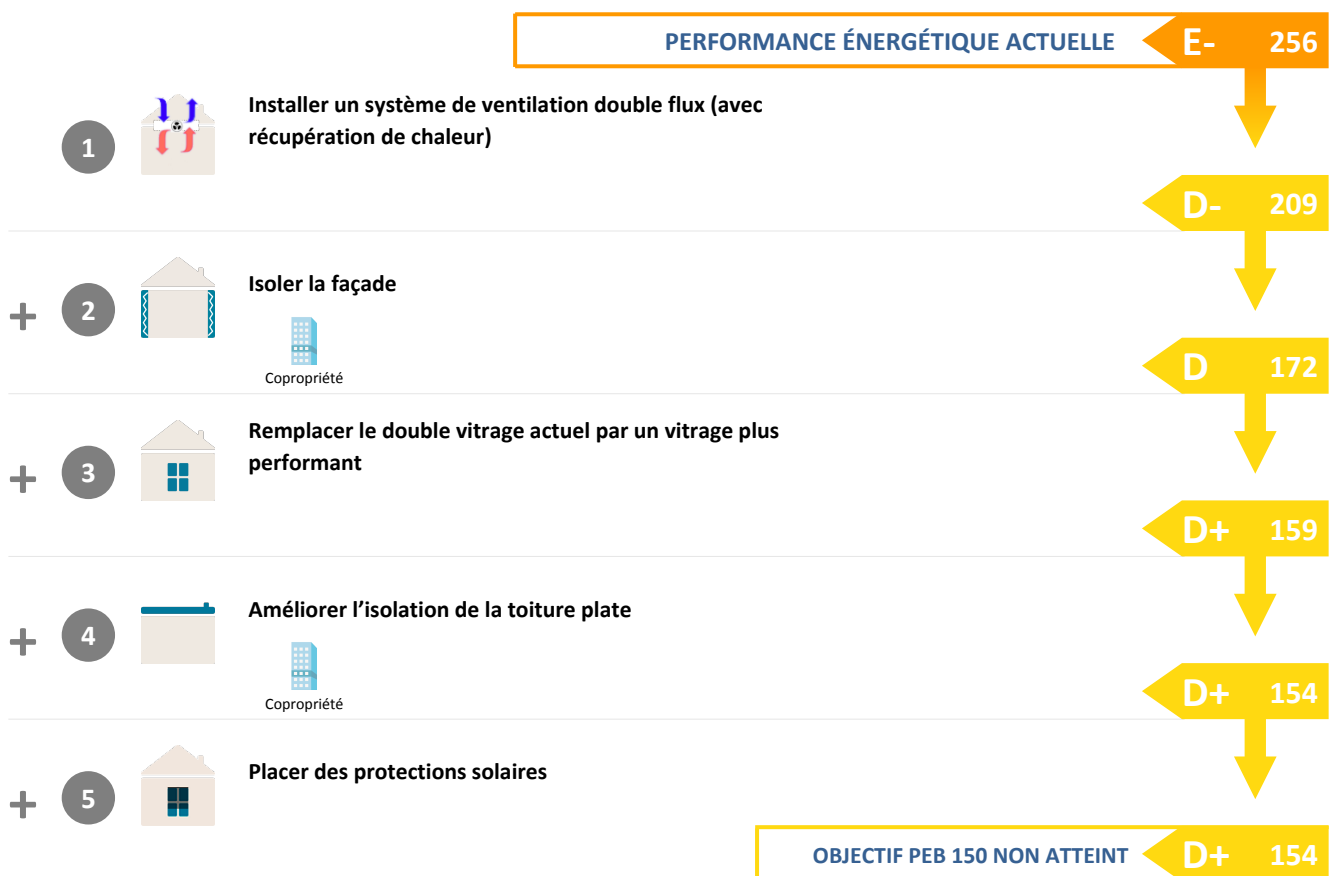 PERFORMANCE ÉNERGÉTIQUE ACTUELLE E- 256
1 Installer un système de ventilation double flux (avec
récupération de chaleur)
D- 209
+ 2 Isoler la façade
Copropriété
D 172
+ 3 Remplacer le double vitrage actuel par un vitrage plus
performant
D+ 159
+ 4 Améliorer l’isolation de la toiture plate
Copropriété
D+ 154
+ 5 Placer des protections solaires
OBJECTIF PEB 150 NON ATTEINT D+ 154